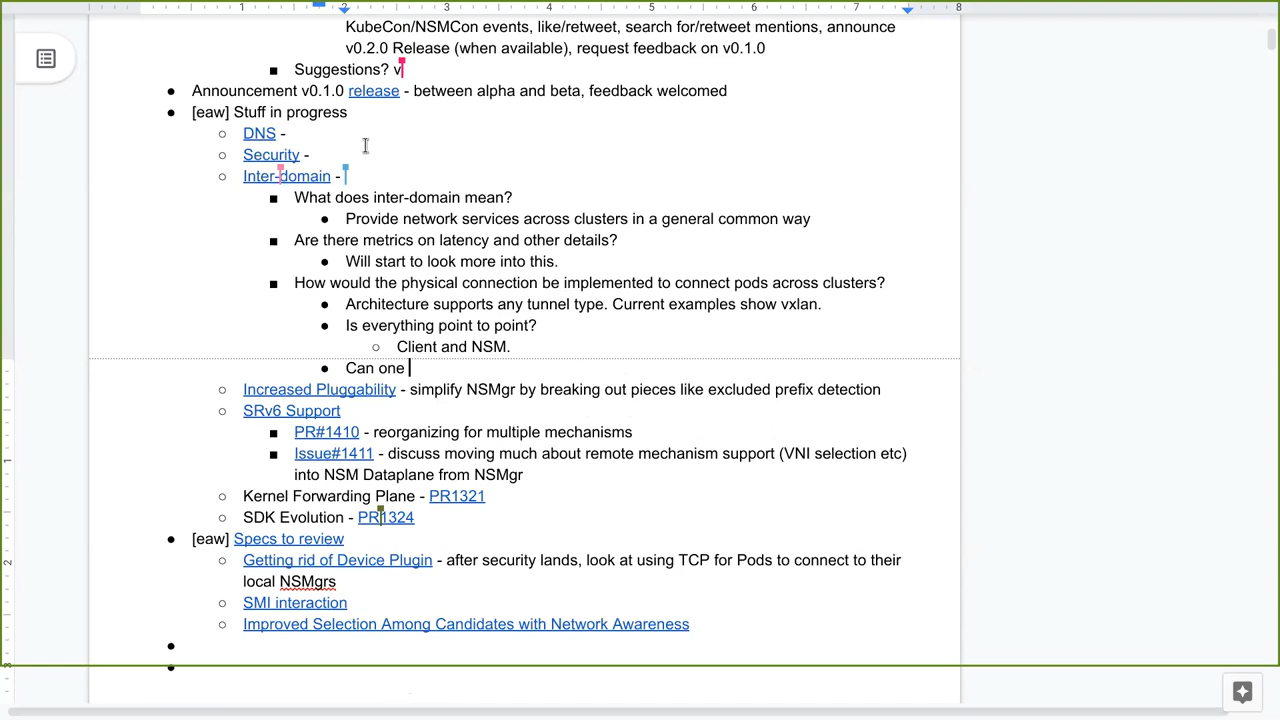 1 2 3 4 5 6 7 8
KubeCon/NSMCon events, like/retweet, search for/retweet mentions, announce
v0.2.0 Release (when available), request feedback on v0.1.0
■ Suggestions? v
● Announcement v0.1.0 release - between alpha and beta, feedback welcomed
● [eaw] Stuff in progress
○ DNS -
○ Security -
○ Inter-domain -
■ What does inter-domain mean?
● Provide network services across clusters in a general common way
■ Are there metrics on latency and other details?
● Will start to look more into this.
■ How would the physical connection be implemented to connect pods across clusters?
● Architecture supports any tunnel type. Current examples show vxlan.
● Is everything point to point?
○ Client and NSM.
● Can one
○ Increased Pluggability - simplify NSMgr by breaking out pieces like excluded prefix detection
○ SRv6 Support
■ PR#1410 - reorganizing for multiple mechanisms
■ Issue#1411 - discuss moving much about remote mechanism support (VNI selection etc)
into NSM Dataplane from NSMgr
○ Kernel Forwarding Plane - PR1321
○ SDK Evolution - PR1324
● [eaw] Specs to review
○ Getting rid of Device Plugin - after security lands, look at using TCP for Pods to connect to their
local NSMgrs
○ SMI interaction
○ Improved Selection Among Candidates with Network Awareness
●
●
1
2
3